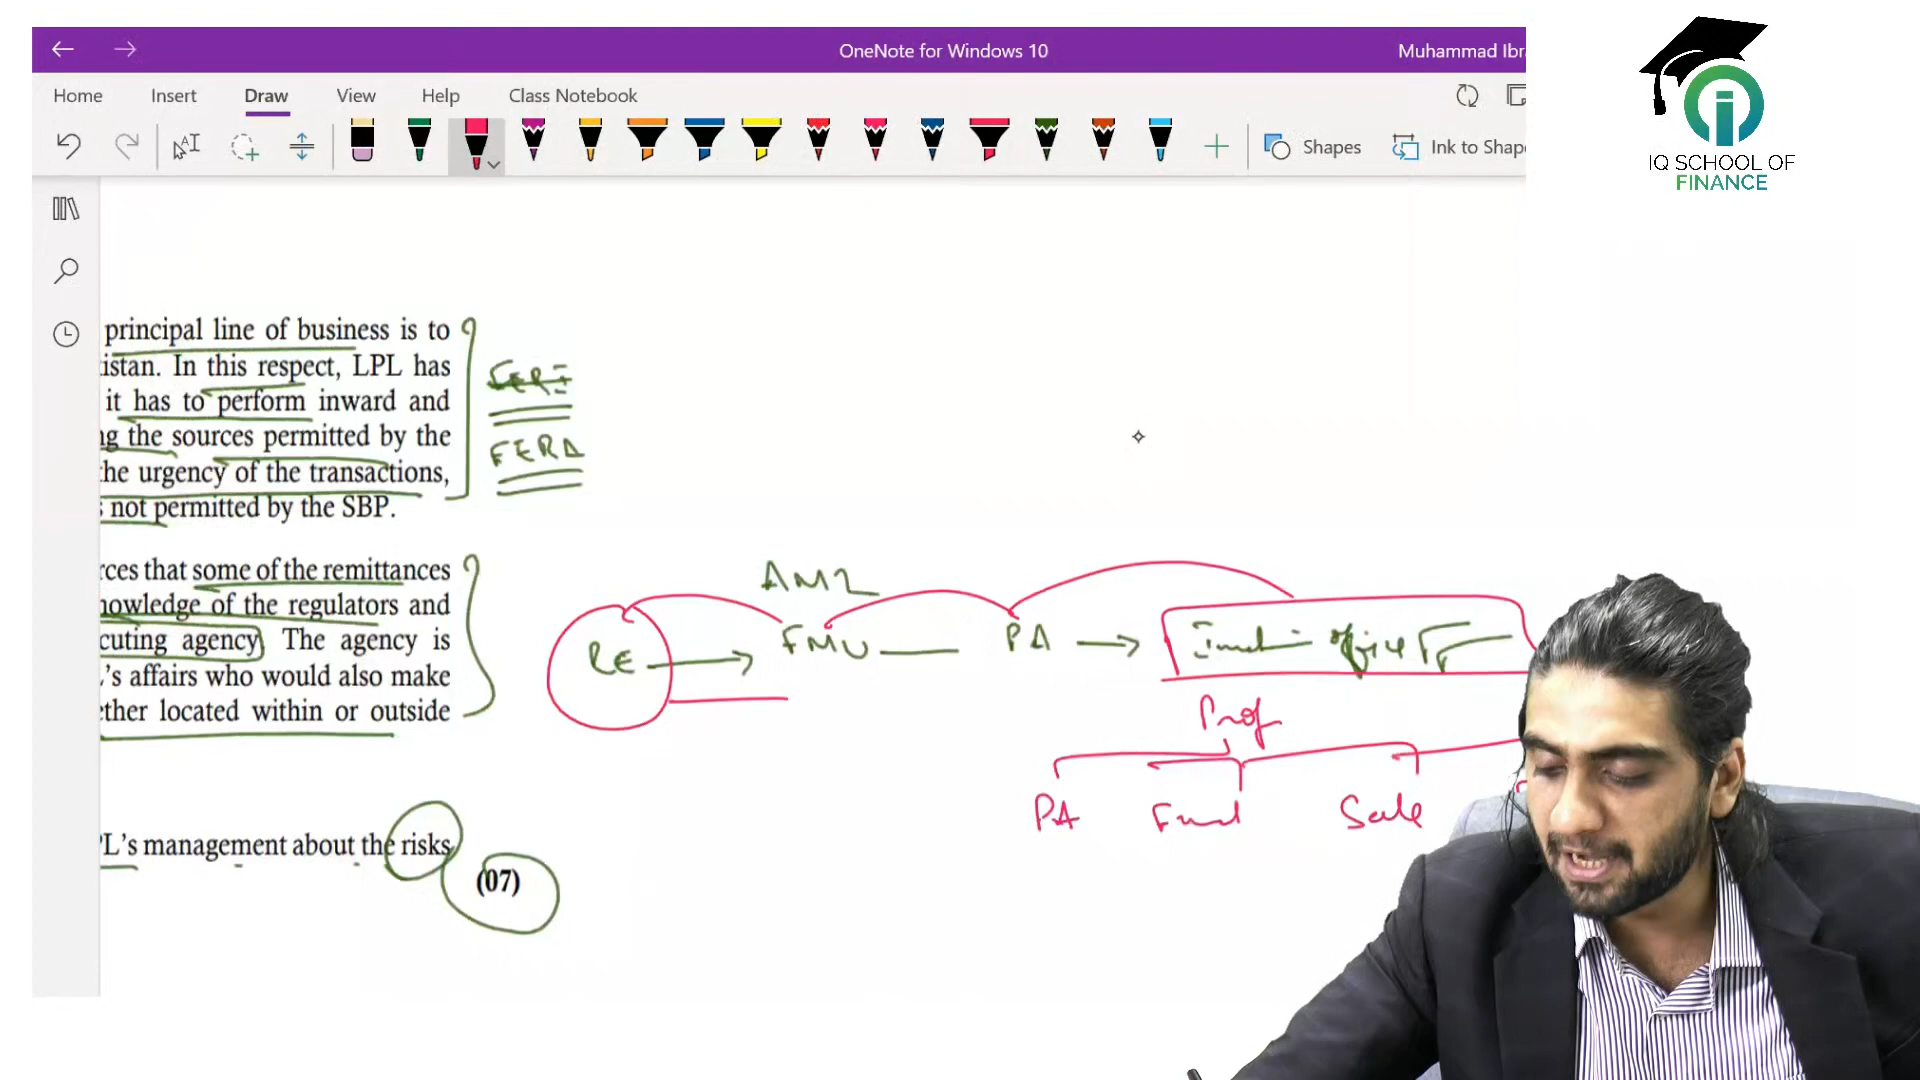 OneNote for Windows 10
Muhammad Ibr
Home Insert Draw View Help Class Notebook
Shapes
Ink to Shap
IQ SCHOOL OF
FINANCE
principal line of business is to
istan. In this respect, LPL has
it has to perform inward and
ng the sources permitted by the
he urgency of the transactions,
s not permitted by the SBP.
FERA
rces that some of the remittances
nowledge of the regulators and
cuting agency. The agency is
's affairs who would also make
ther located within or outside
AML
RE FMU PA
Prof
PA Fund Sale
PL's management about the risks
(07)